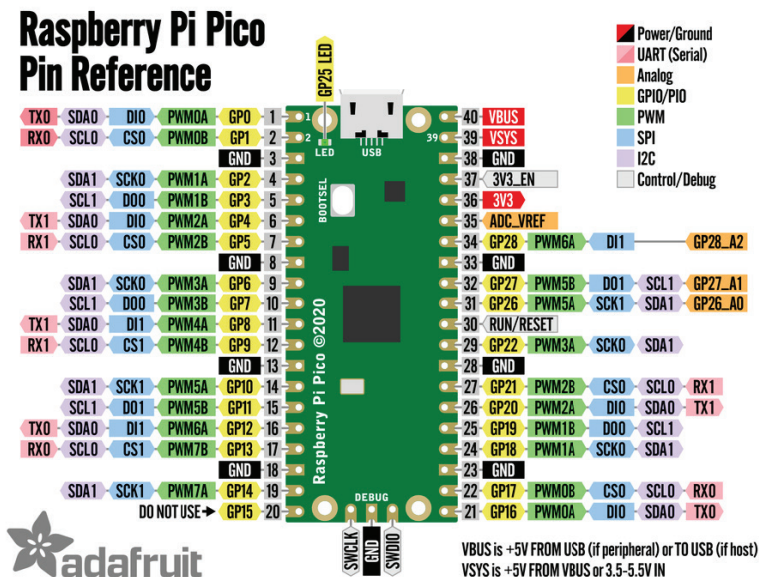 Raspberry Pi Pico
Pin Reference
GP25 LED
Power/Ground
UART (Serial)
Analog
GPIO/PIO
PWM
SPI
I2C
Control/Debug
TX0 SDA0 DI0 PWM0A GP0 1
RX0 SCL0 CS0 PWM0B GP1 2
GND 3
SDA1 SCK0 PWM1A GP2 4
SCL1 DO0 PWM1B GP3 5
TX1 SDA0 DI0 PWM2A GP4 6
RX1 SCL0 CS0 PWM2B GP5 7
GND 8
SDA1 SCK0 PWM3A GP6 9
SCL1 DO0 PWM3B GP7 10
TX1 SDA0 DI1 PWM4A GP8 11
RX1 SCL0 CS1 PWM4B GP9 12
GND 13
SDA1 SCK1 PWM5A GP10 14
SCL1 DO1 PWM5B GP11 15
TX0 SDA0 DI1 PWM6A GP12 16
RX0 SCL0 CS1 PWM7B GP13 17
GND 18
SDA1 SCK1 PWM7A GP14 19
DO NOT USE → GP15 20
1
2
39
LED
USB
BOOTSEL
Raspberry Pi Pico ©2020
DEBUG
SWCLK
GND
SWDIO
40 VBUS
39 VSYS
38 GND
37 3V3_EN
36 3V3
35 ADC_VREF
34 GP28 PWM6A DI1 GP28_A2
33 GND
32 GP27 PWM5B DO1 SCL1 GP27_A1
31 GP26 PWM5A SCK1 SDA1 GP26_A0
30 RUN/RESET
29 GP22 PWM3A SCK0 SDA1
28 GND
27 GP21 PWM2B CS0 SCL0 RX1
26 GP20 PWM2A DI0 SDA0 TX1
25 GP19 PWM1B DO0 SCL1
24 GP18 PWM1A SCK0 SDA1
23 GND
22 GP17 PWM0B CS0 SCL0 RX0
21 GP16 PWM0A DI0 SDA0 TX0
adafruit
VBUS is +5V FROM USB (if peripheral) or TO USB (if host)
VSYS is +5V FROM VBUS or 3.5-5.5V IN